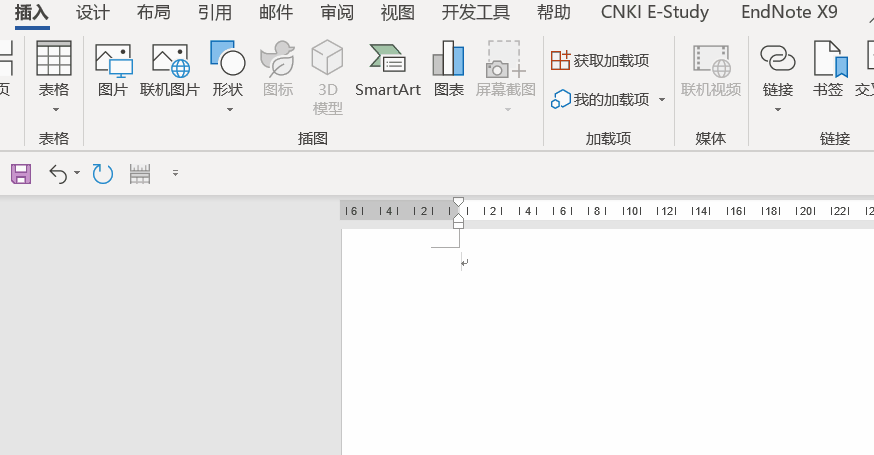 插入 设计 布局 引用 邮件 审阅 视图 开发工具 帮助 CNKI E-Study EndNote X9
页 表格 图片 联机图片 形状 图标 3D 模型 SmartArt 图表 屏幕截图 获取加载项 我的加载项 联机视频 链接 书签 交叉
表格 插图 加载项 媒体 链接
6 4 2 2 4 6 8 10 12 14 16 18 20 22